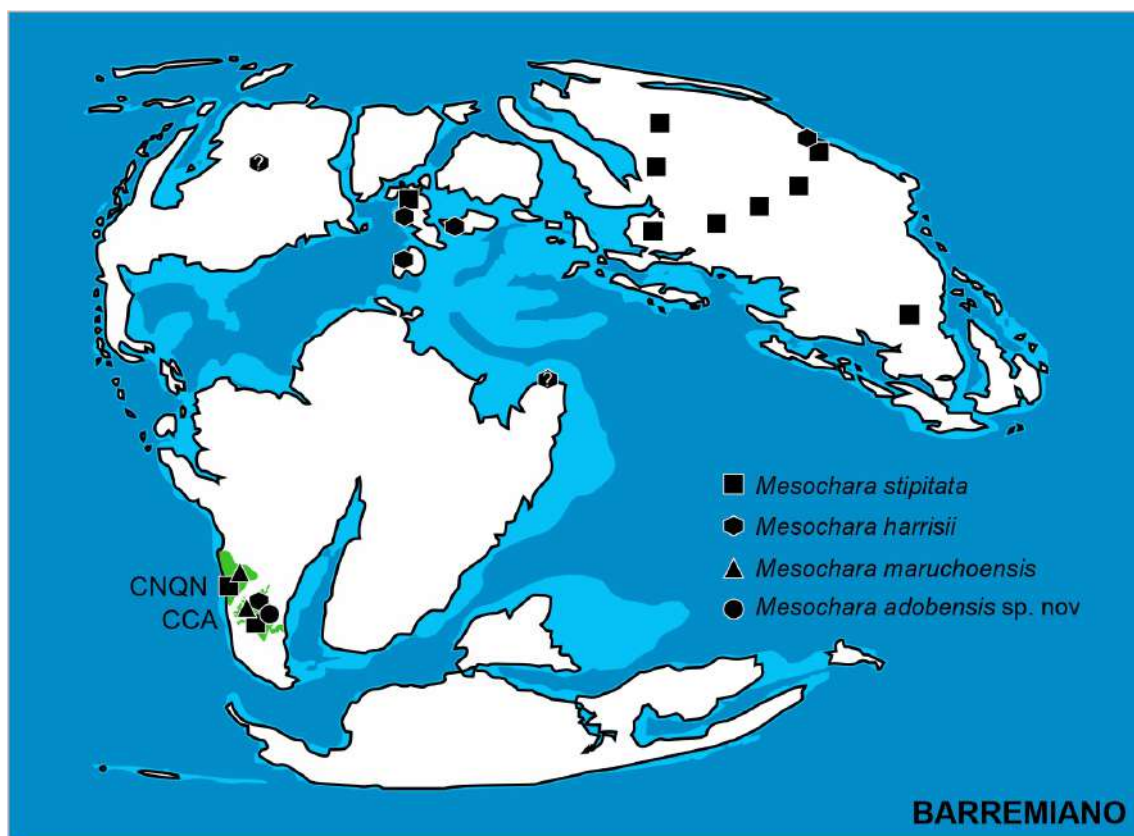 ?
?
Mesochara stipitata
Mesochara harrisii
Mesochara maruchoensis
Mesochara adobensis sp. nov
CNQN
CCA
BARREMIANO